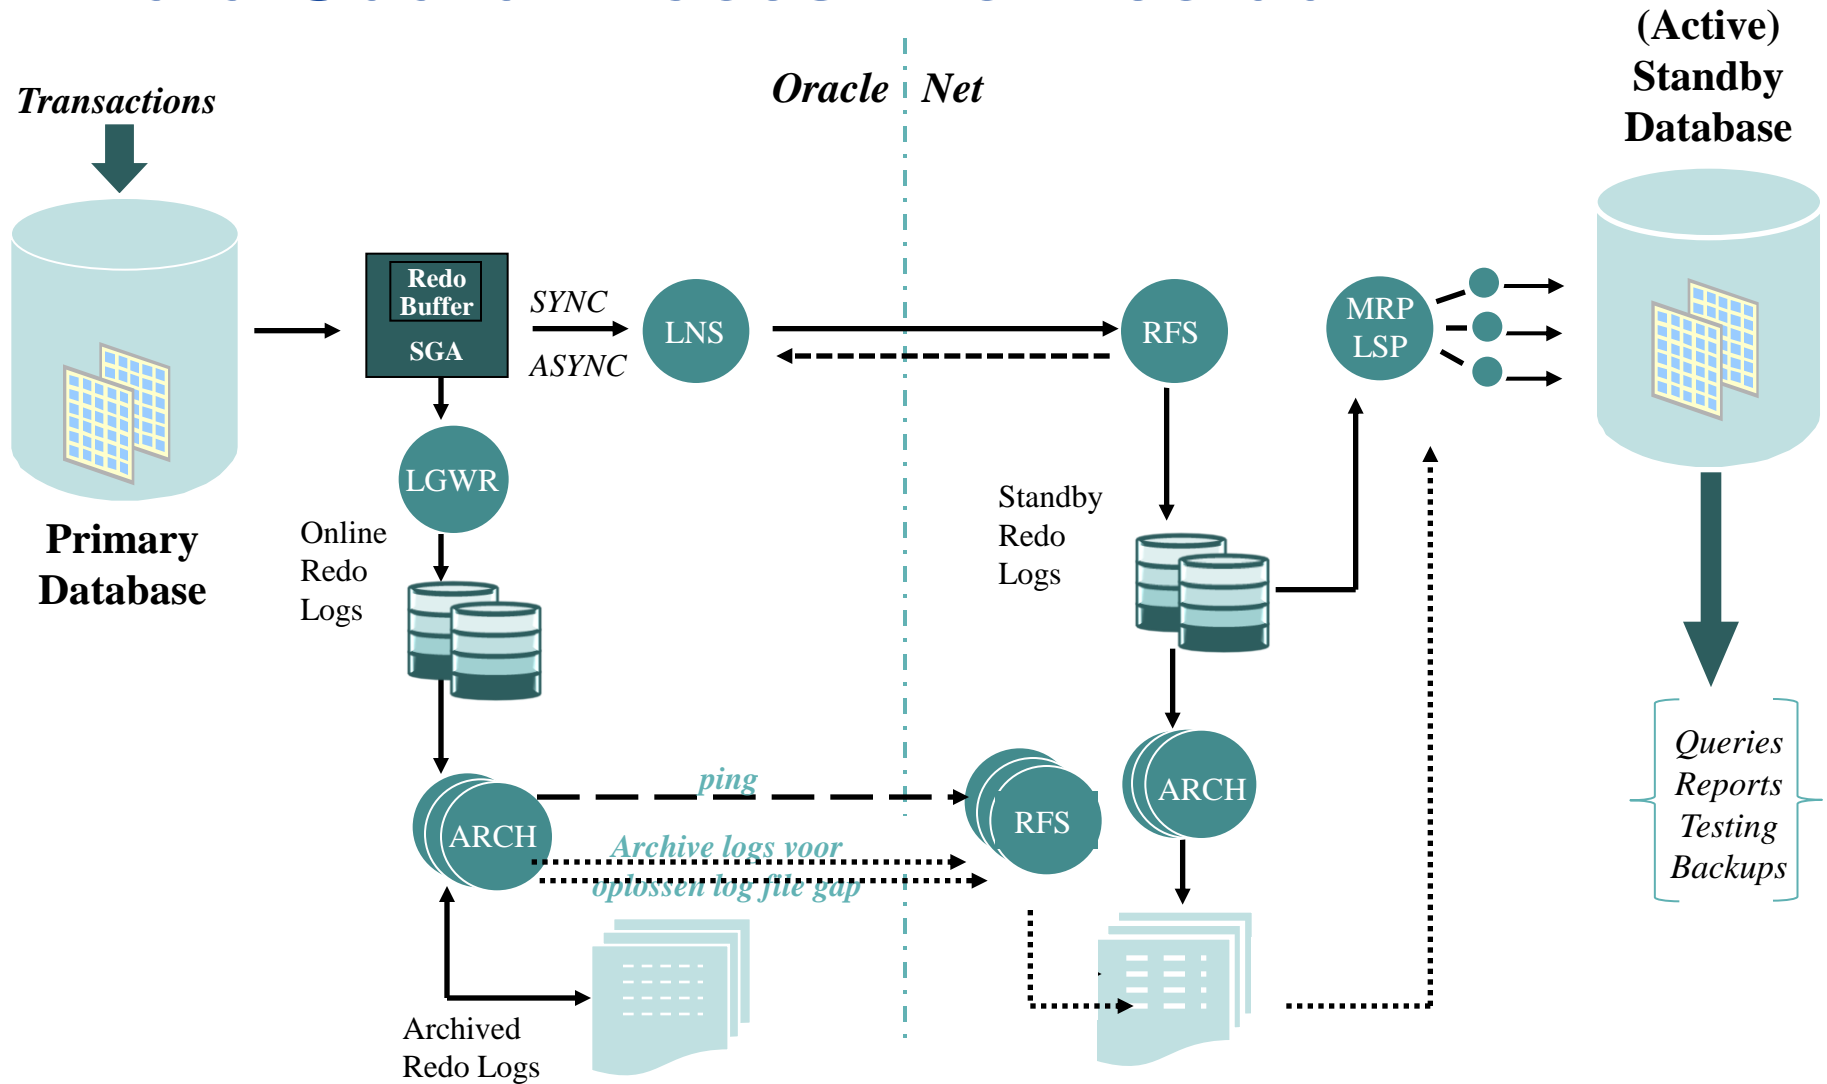 (Active)
Standby
Database
Oracle Net
Transactions
Redo
Buffer
SGA
SYNC
ASYNC
LNS
RFS
MRP
LSP
LGWR
Primary
Database
Online
Redo
Logs
Standby
Redo
Logs
Queries
Reports
Testing
Backups
ping
ARCH
Archive logs voor
oplossen log file gap
RFS
ARCH
Archived
Redo Logs